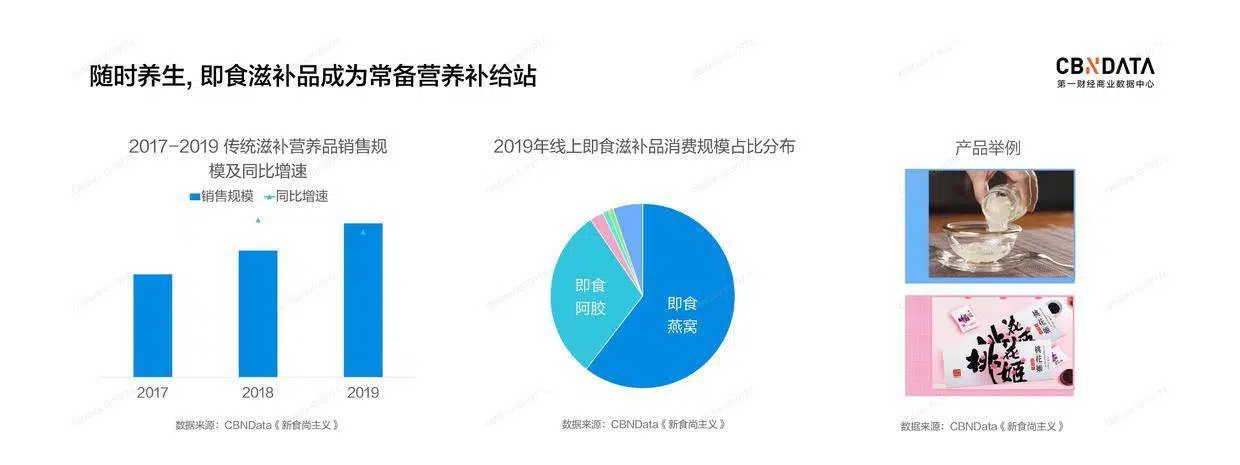 随时养生，即食滋补品成为常备营养补给站
CBNDATA
第一财经商业数据中心
2017-2019 传统滋补营养品销售规
模及同比增速
销售规模 同比增速
2017 2018 2019
数据来源：CBNData《新食尚主义》
2019年线上即食滋补品消费规模占比分布
即食
阿胶
即食
燕窝
数据来源：CBNData《新食尚主义》
产品举例
桃花姬
桃花姬
桃花姬
数据来源：CBNData《新食尚主义》